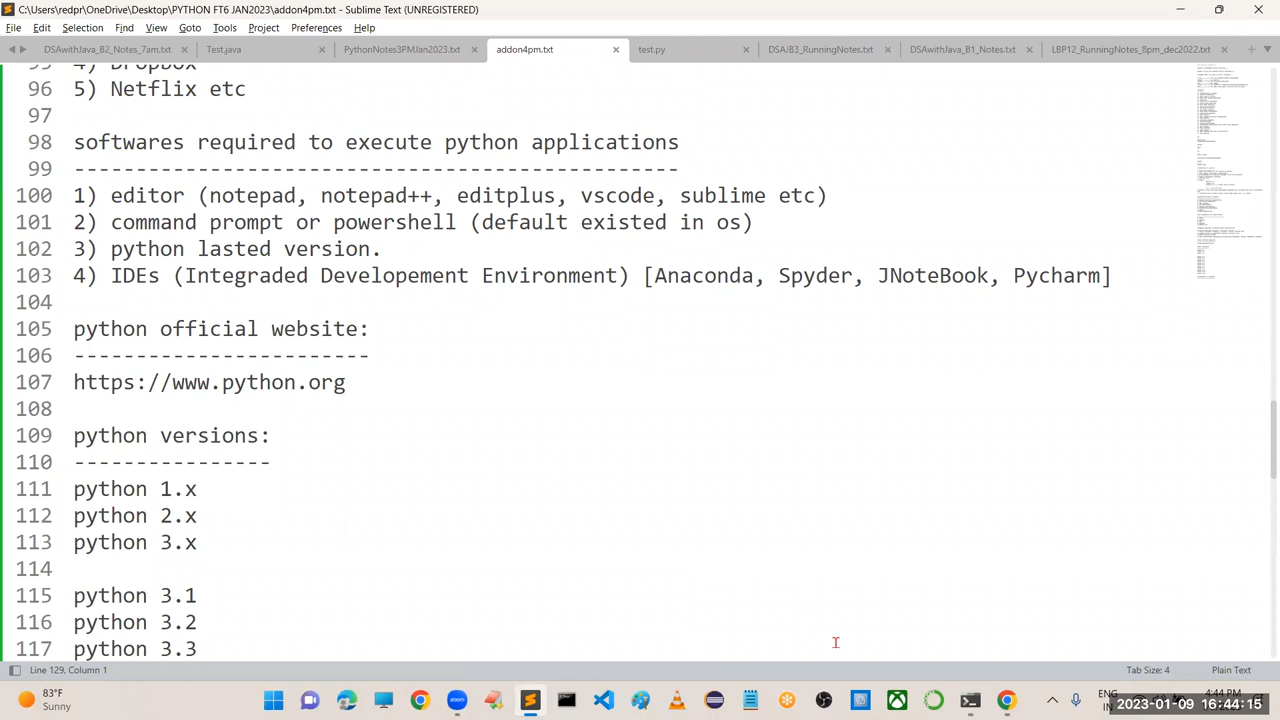 C:\Users\redpr\OneDrive\Desktop\PYTHON FT6 JAN2023\addon4pm.txt - Sublime Text (UNREGISTERED)
File Edit Selection Find View Goto Tools Project Preferences Help
DSAwithJava_B2_Notes_7am.txt Test.java PythonNotes3PMJan2023.txt addon4pm.txt test.py DSAJB3_RunningNotes.txt DSAwithJava_B1_Notes.txt LBP12_RunningNotes_8pm_dec2022.txt
95 4) Dropbox
96 5) Netflix etc
97
98 softwares required to execute python applications
99 -------------------------------------------------
100 1) editor (notepad, notepad++, editplus, vscode, sublime etc)
101 2) command prompt or powershell (default exists in os)
102 3) python lastest version.
103 4) IDEs (Integraded Developement Environment) [Anaconda, Spyder, JNoteBook, Pycharm]
104
105 python official website:
106 ------------------------
107 https://www.python.org
108
109 python versions:
110 ----------------
111 python 1.x
112 python 2.x
113 python 3.x
114
115 python 3.1
116 python 3.2
117 python 3.3
Line 129, Column 1 Tab Size: 4 Plain Text
83°F
Sunny
zoom
ENG
IN
4:44 PM
2023-01-09 16:44:15